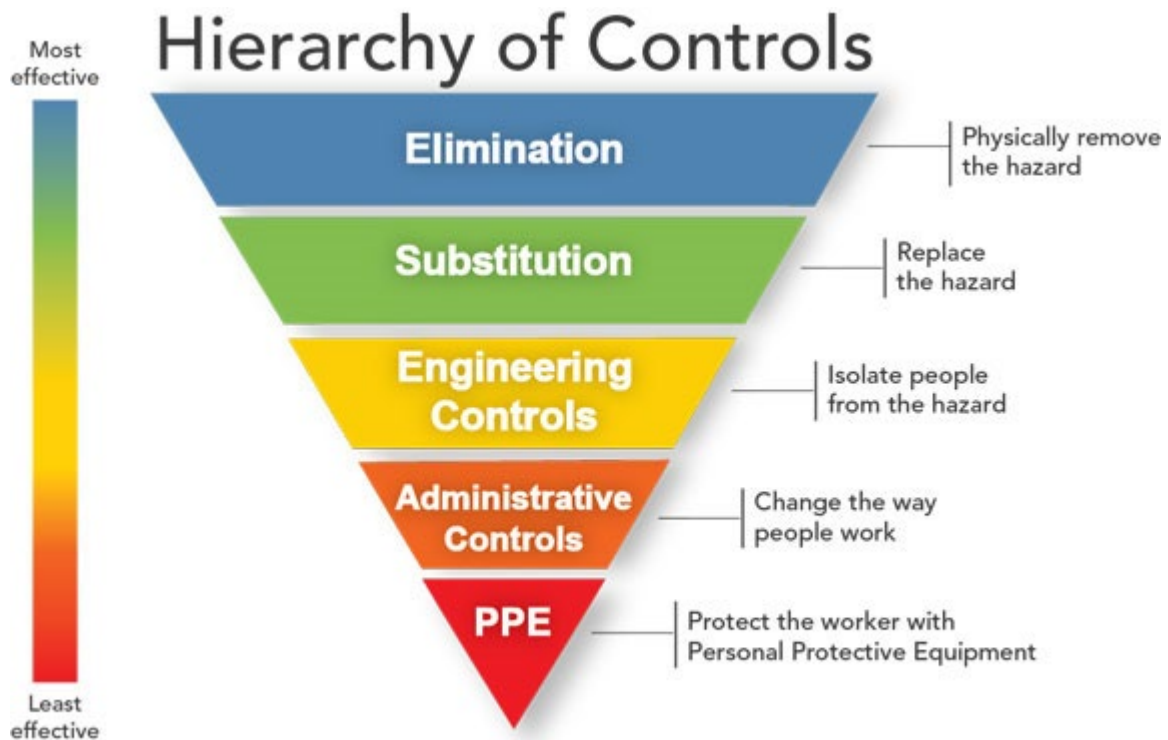 Hierarchy of Controls
Most
effective
Elimination
Physically remove
the hazard
Substitution
Replace
the hazard
Engineering
Controls
Isolate people
from the hazard
Administrative
Controls
Change the way
people work
PPE
Protect the worker with
Personal Protective Equipment
Least
effective